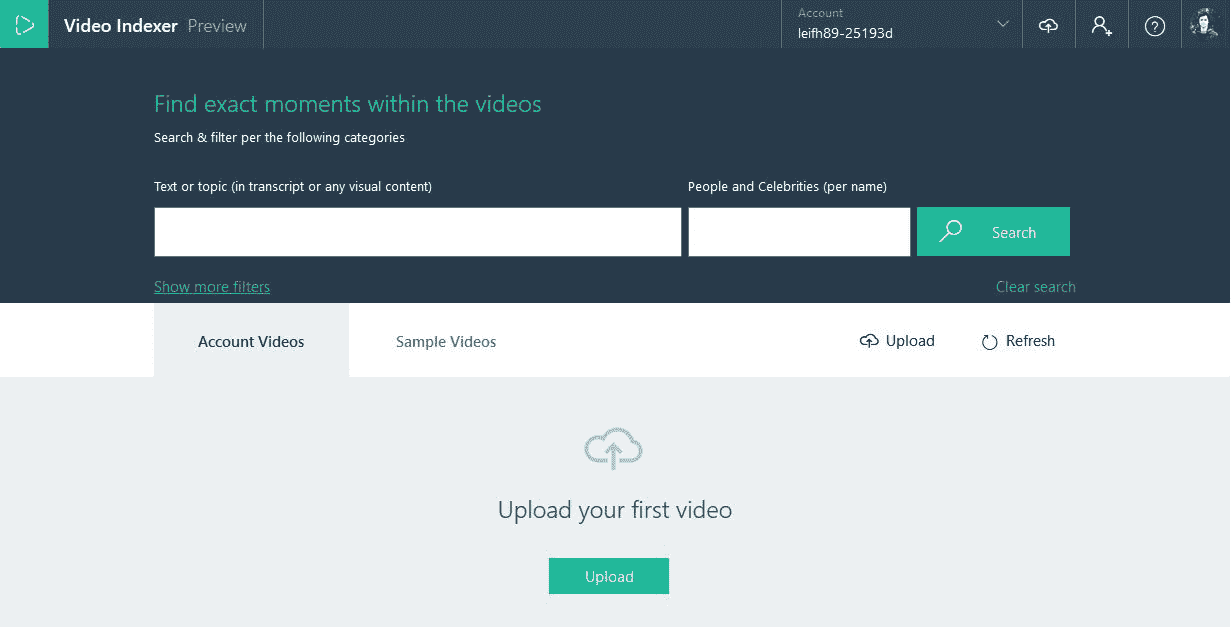 Video Indexer Preview
Account
leifh89-25193d
?
Find exact moments within the videos
Search & filter per the following categories
Text or topic (in transcript or any visual content)
People and Celebrities (per name)
Search
Show more filters
Clear search
Account Videos
Sample Videos
Upload
Refresh
Upload your first video
Upload